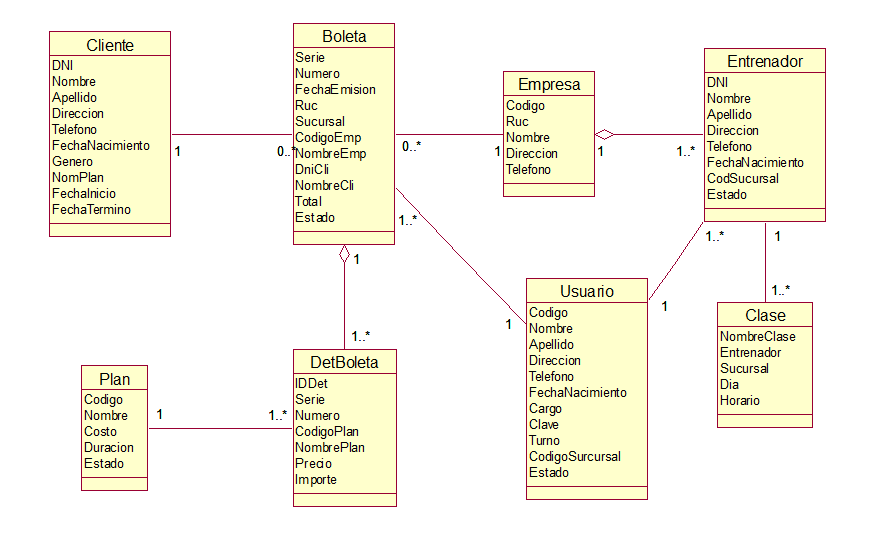 Cliente
DNI
Nombre
Apellido
Direccion
Telefono
FechaNacimiento
Genero
NomPlan
FechaInicio
FechaTermino
1
0..*
Boleta
Serie
Numero
FechaEmision
Ruc
Sucursal
CodigoEmp
NombreEmp
DniCli
NombreCli
Total
Estado
0..*
1
Empresa
Codigo
Ruc
Nombre
Direccion
Telefono
1
1..*
Entrenador
DNI
Nombre
Apellido
Direccion
Telefono
FechaNacimiento
CodSucursal
Estado
1..*
1
1..*
1
1
1..*
1
1..*
Usuario
Codigo
Nombre
Apellido
Direccion
Telefono
FechaNacimiento
Cargo
Clave
Turno
CodigoSurcursal
Estado
Clase
NombreClase
Entrenador
Sucursal
Dia
Horario
Plan
Codigo
Nombre
Costo
Duracion
Estado
1
1..*
DetBoleta
IDDet
Serie
Numero
CodigoPlan
NombrePlan
Precio
Importe